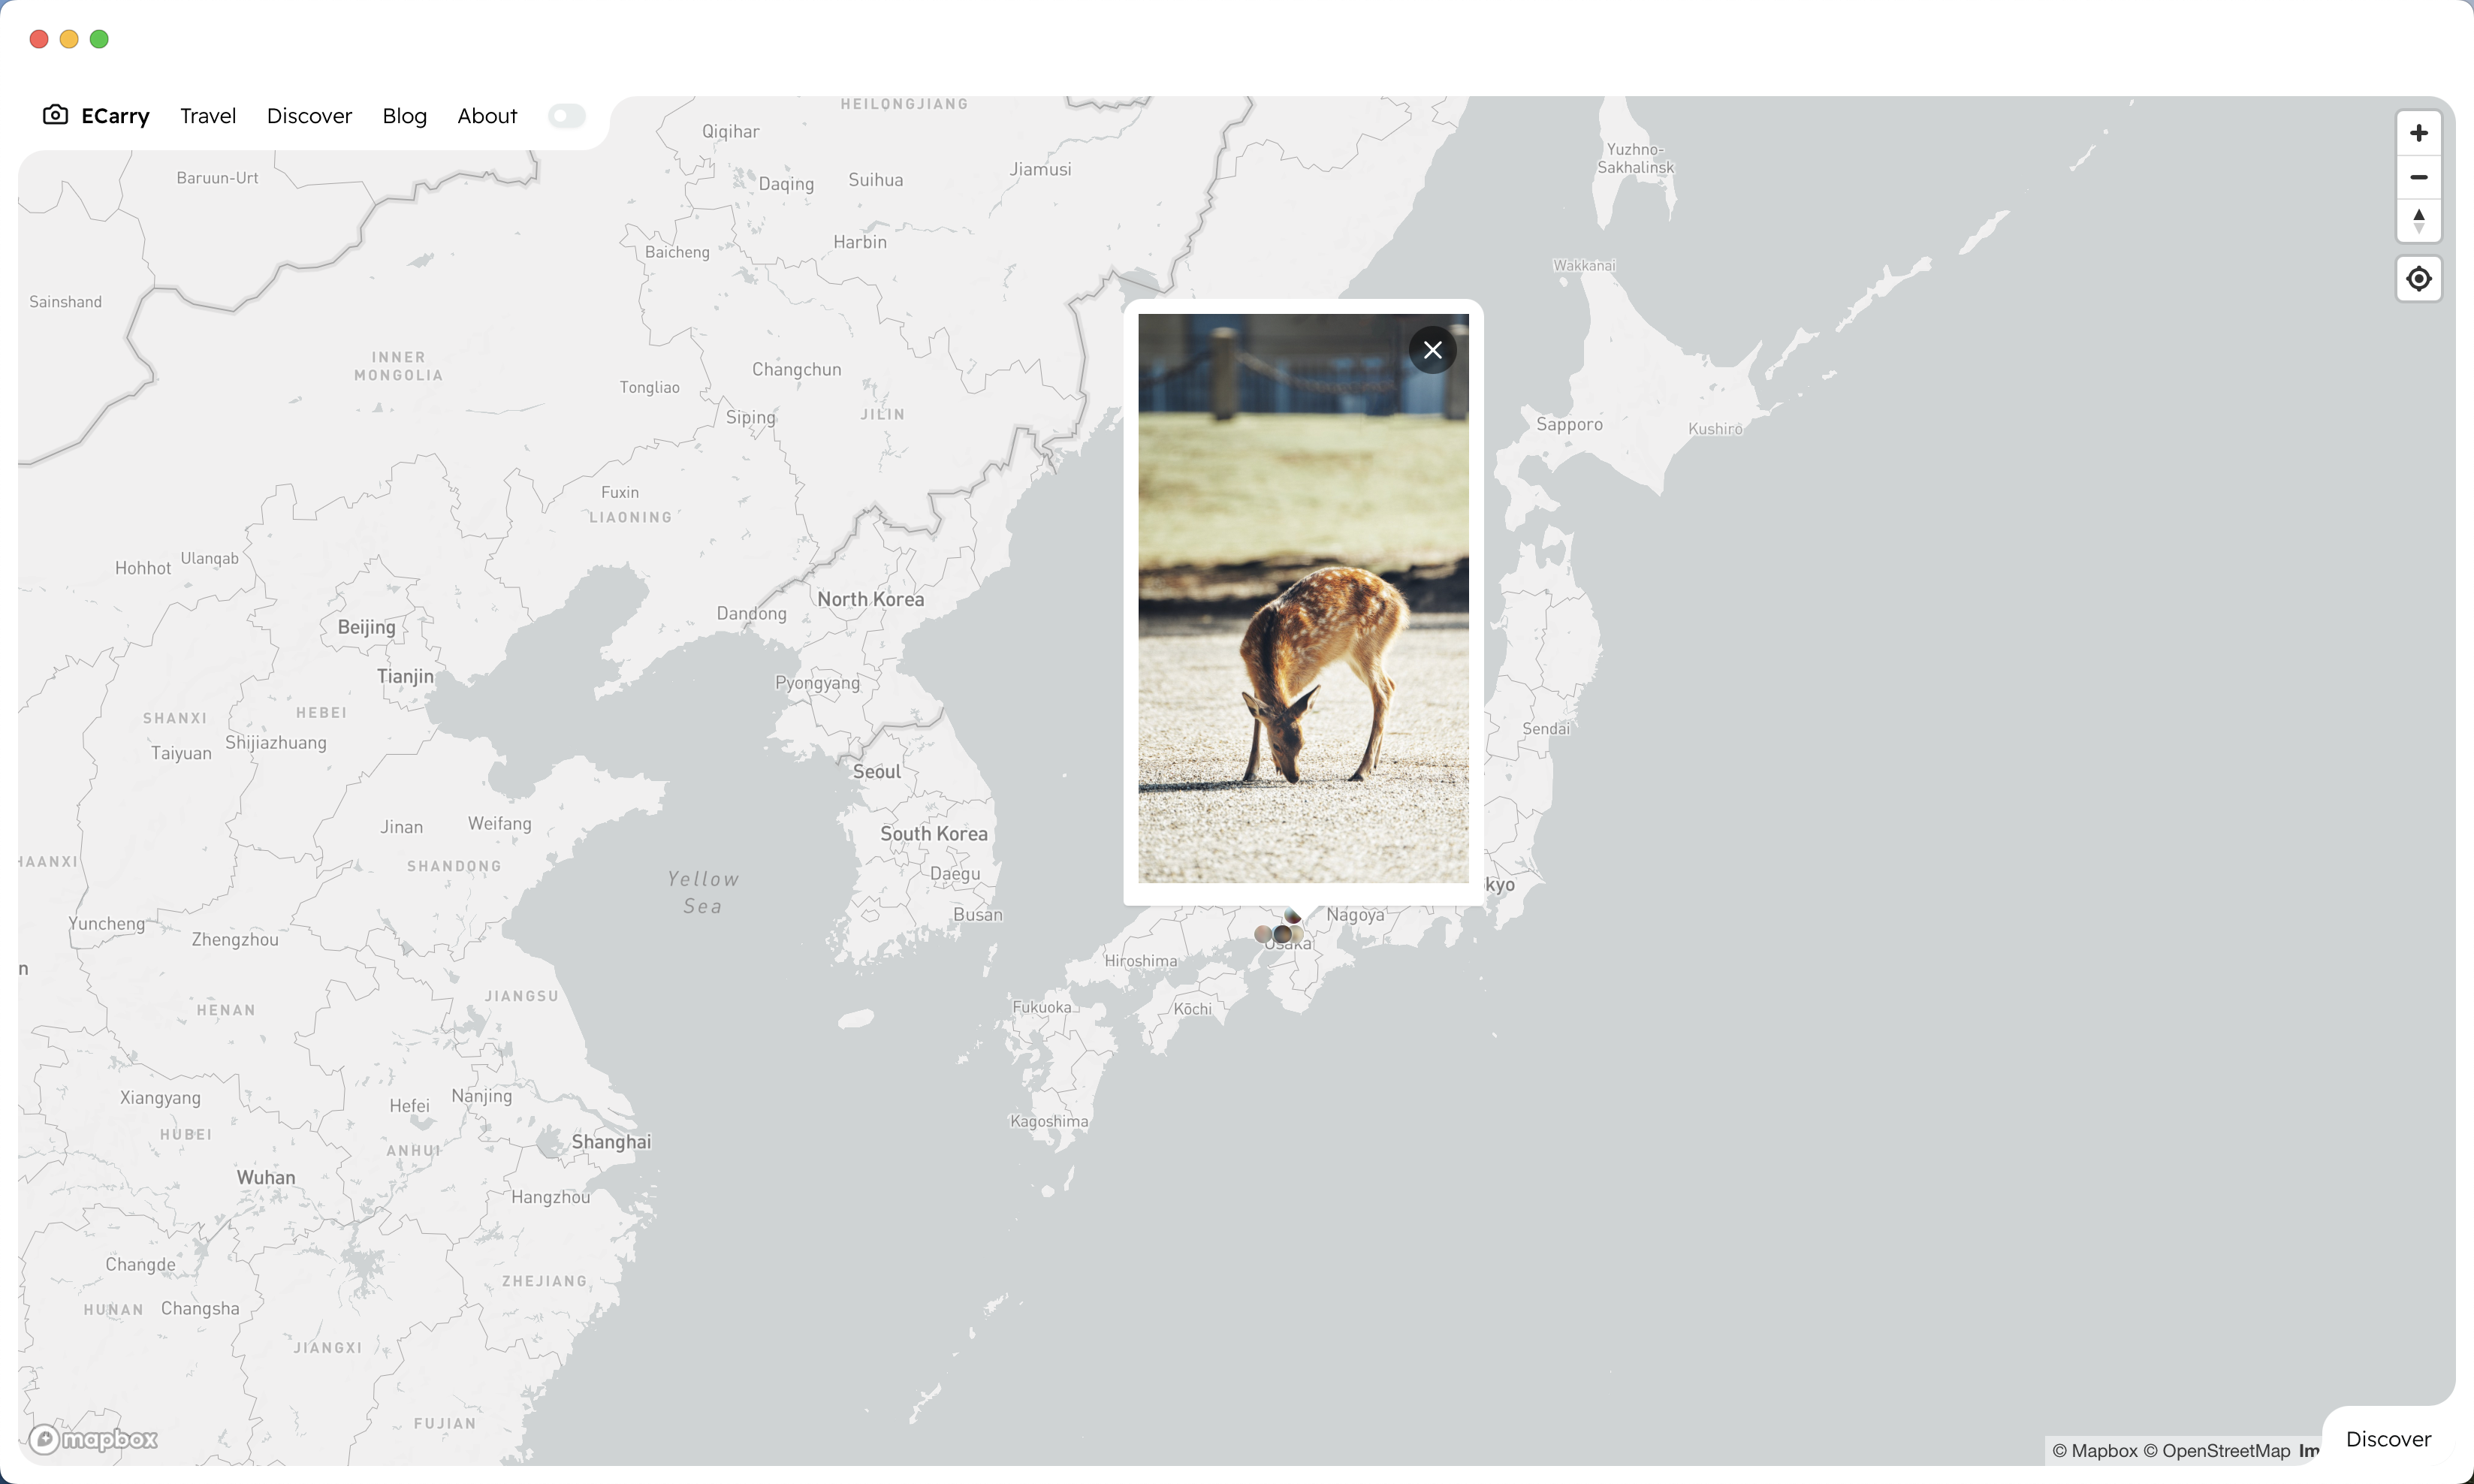 ECarry Travel Discover Blog About
HEILONGJIANG
Qiqihar
Yuzhno-
Sakhalinsk
Baruun-Urt
Daqing
Suihua
Jiamusi
Harbin
Baicheng
Wakkanai
Sainshand
INNER
MONGOLIA
Changchun
Tongliao
JILIN
Siping
Sapporo
Kushiro
Fuxin
LIAONING
Hohhot
Ulanqab
North Korea
Dandong
Beijing
Tianjin
Pyongyang
SHANXI
HEBEI
Sendai
Taiyuan
Shijiazhuang
Seoul
Jinan
Weifang
South Korea
HAANXI
SHANDONG
Daegu
Yellow
Sea
kyo
Busan
Nagoya
Yuncheng
Zhengzhou
Osaka
Hiroshima
n
JIANGSU
HENAN
Fukuoka
Kōchi
Xiangyang
Hefei
Nanjing
Kagoshima
HUBEI
Shanghai
ANHUI
Wuhan
Hangzhou
Changde
ZHEJIANG
HUNAN
Changsha
JIANGXI
FUJIAN
mapbox
© Mapbox © OpenStreetMap Im
Discover